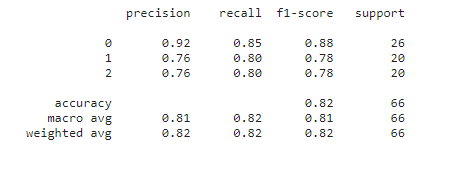 precision recall f1-score support
0 0.92 0.85 0.88 26
1 0.76 0.80 0.78 20
2 0.76 0.80 0.78 20
accuracy 0.82 66
macro avg 0.81 0.82 0.81 66
weighted avg 0.82 0.82 0.82 66